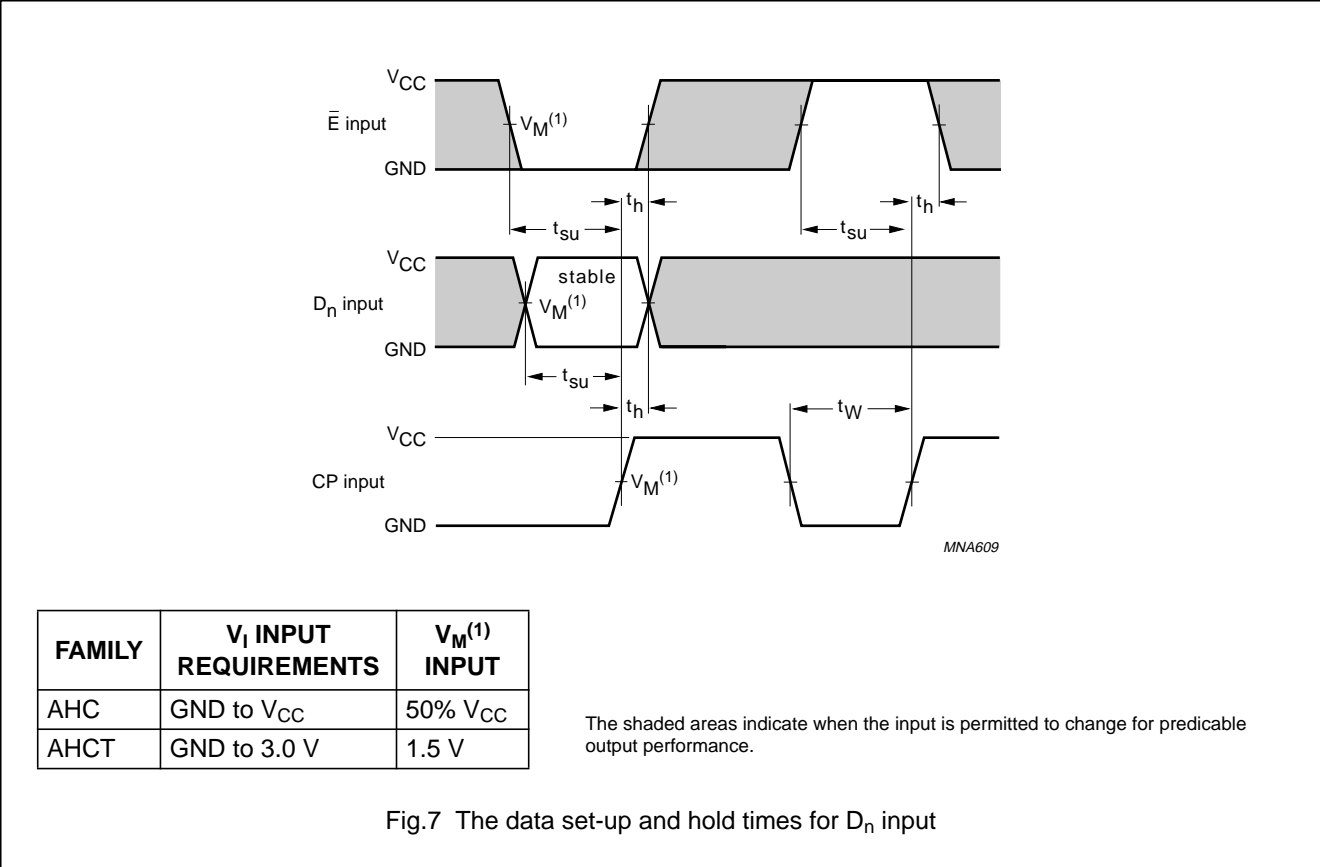 VCC
Ē input
VM(1)
GND
th
th
tsu
tsu
VCC
stable
Dn input
VM(1)
GND
tsu
th
tW
VCC
CP input
VM(1)
GND
MNA609
FAMILY VI INPUT REQUIREMENTS VM(1) INPUT
AHC GND to VCC 50% VCC
AHCT GND to 3.0 V 1.5 V
The shaded areas indicate when the input is permitted to change for predicable
output performance.
Fig.7 The data set-up and hold times for Dn input